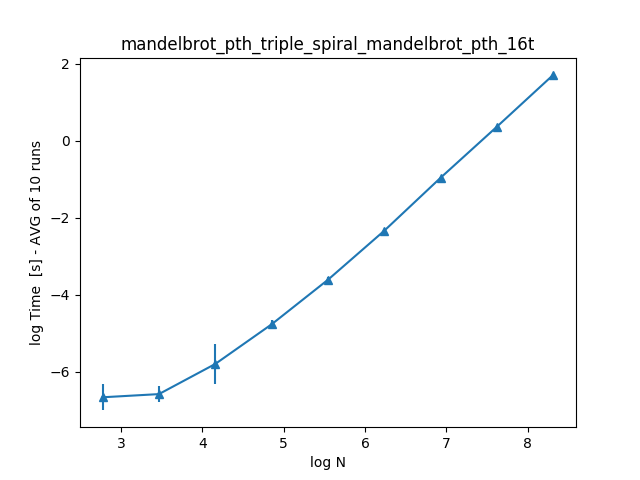 mandelbrot_pth_triple_spiral_mandelbrot_pth_16t
log Time  [s] - AVG of 10 runs
2
0
−2
−4
−6
3 4 5 6 7 8
log N